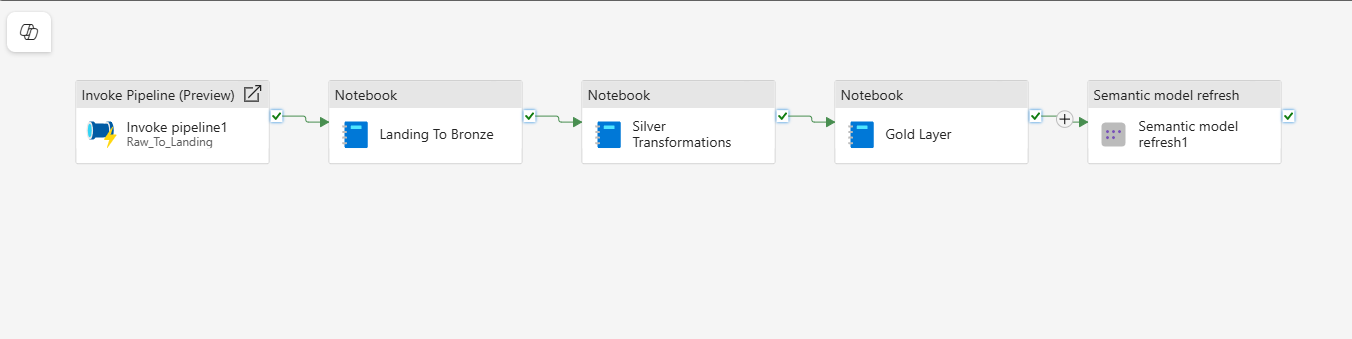 Invoke Pipeline (Preview)
Invoke pipeline1
Raw_To_Landing
Notebook
Landing To Bronze
Notebook
Silver
Transformations
Notebook
Gold Layer
Semantic model refresh
Semantic model
refresh1